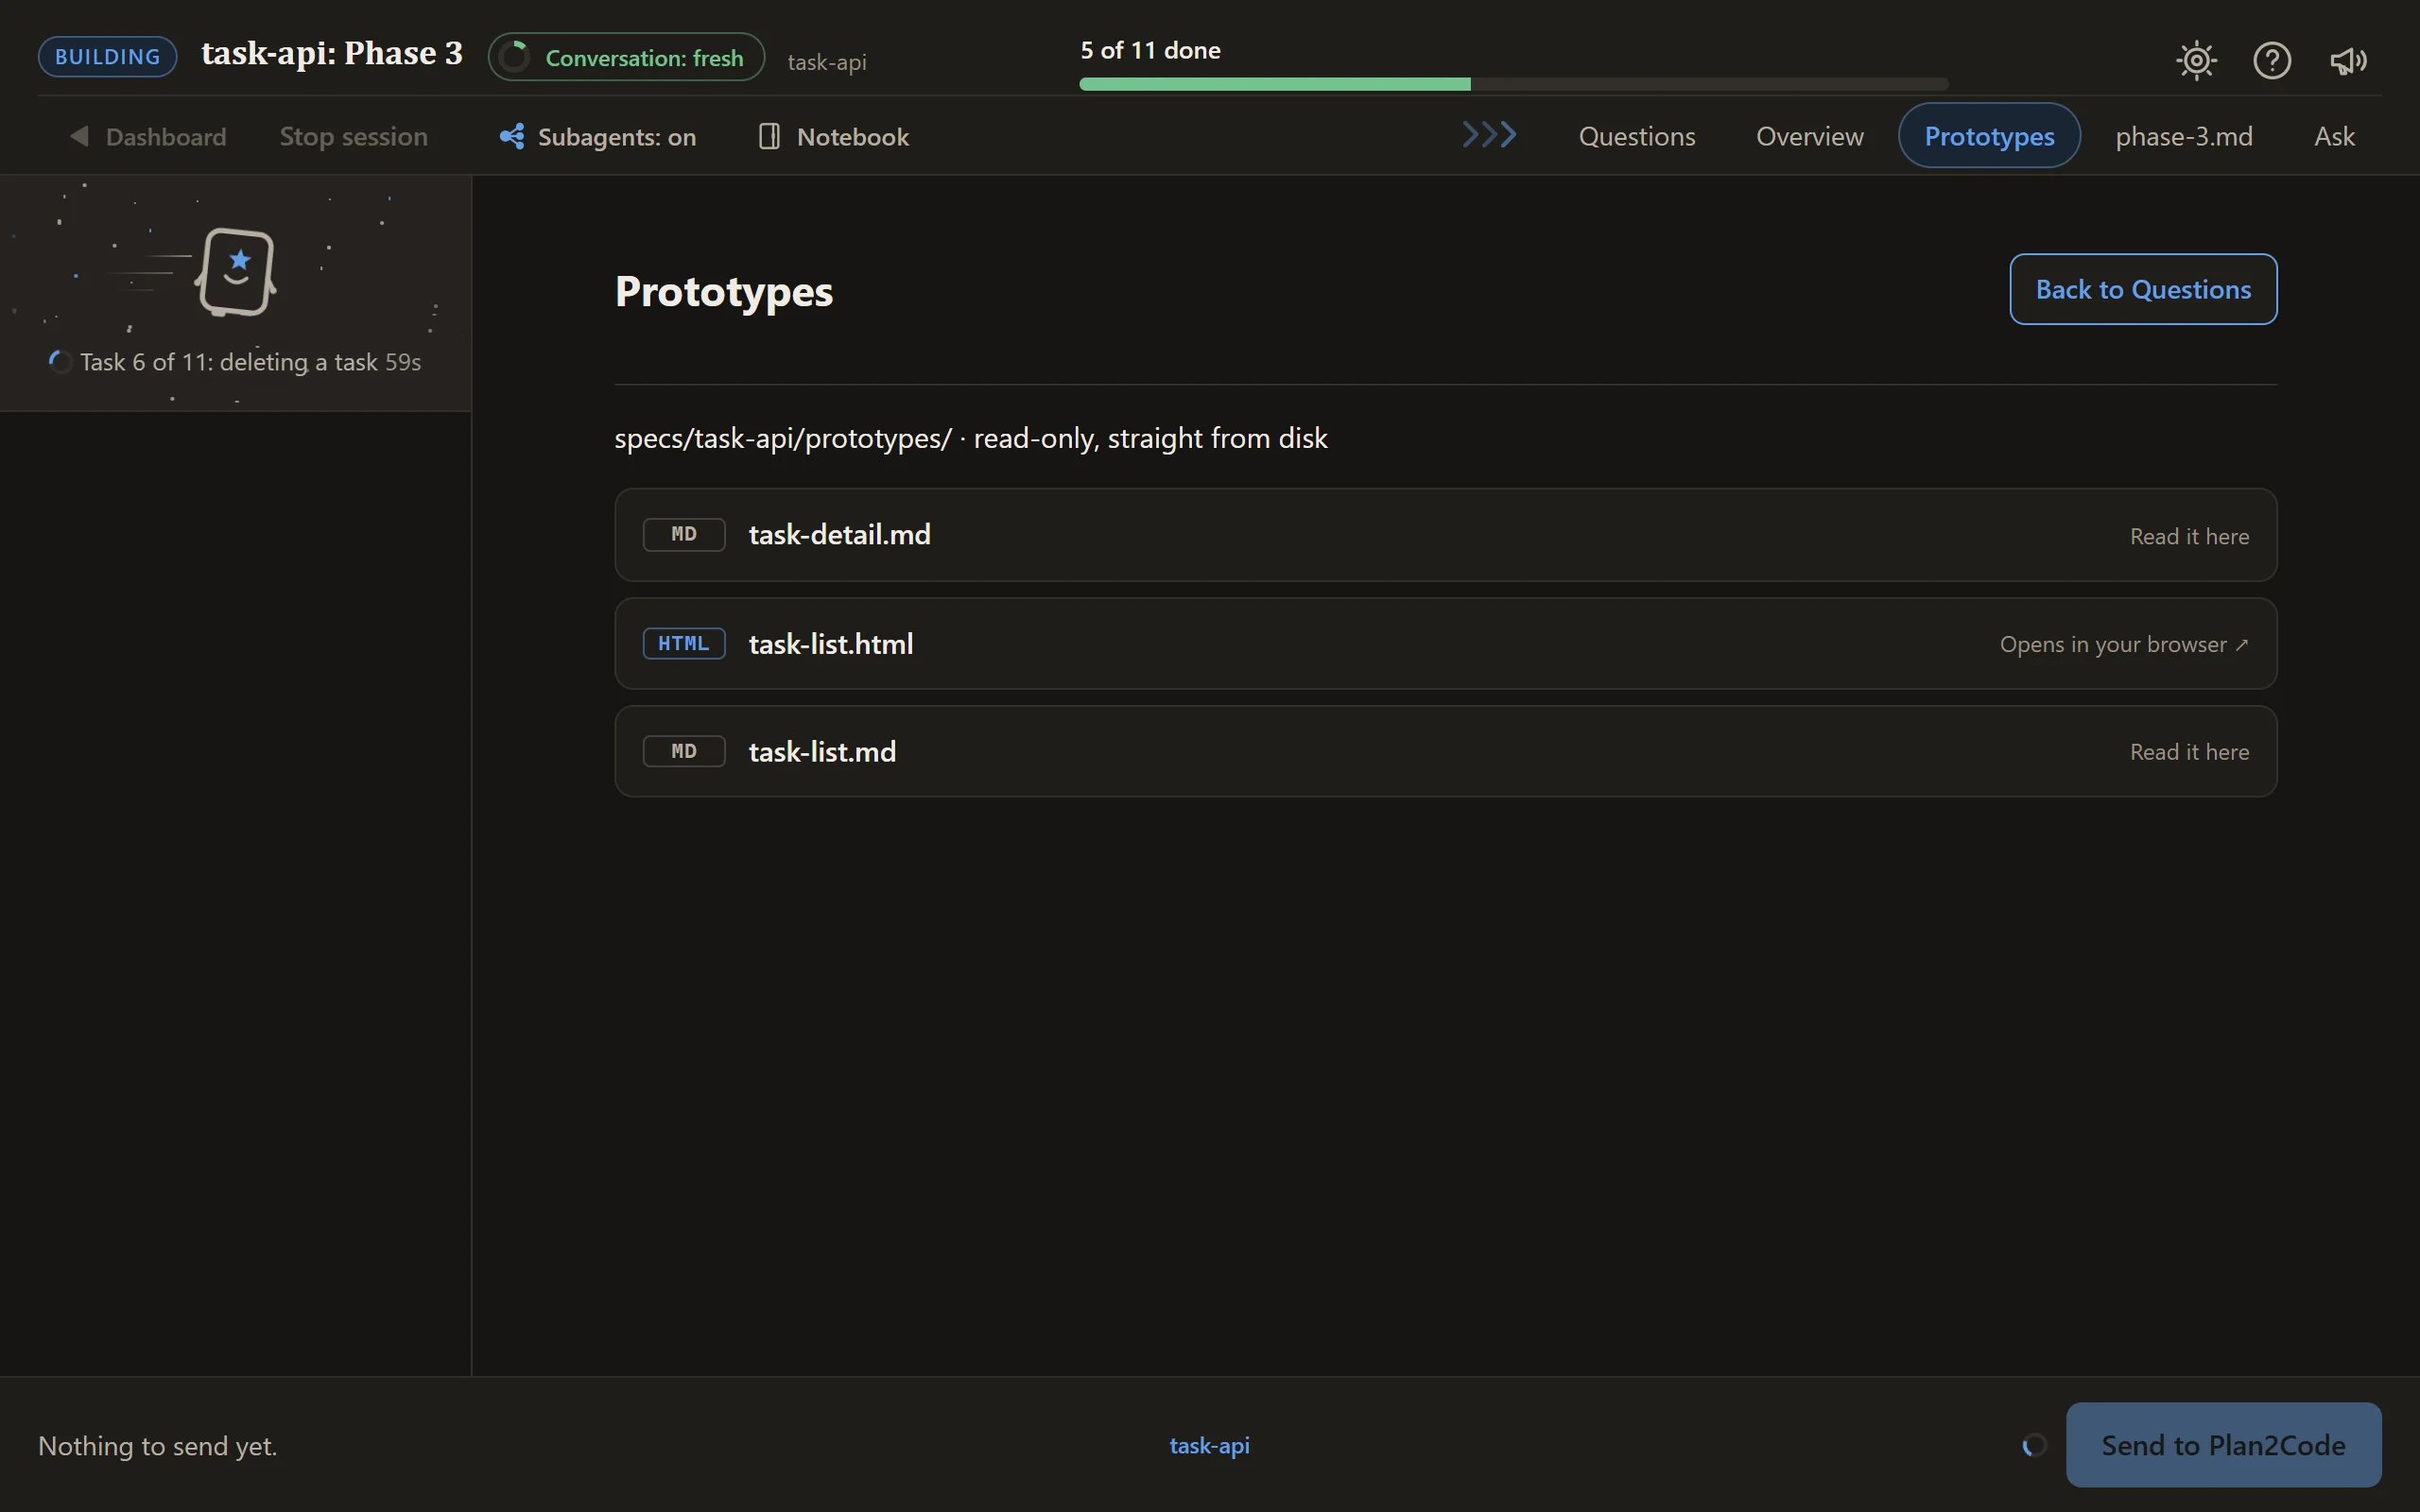 BUILDING task-api: Phase 3 Conversation: fresh task-api 5 of 11 done
Dashboard Stop session Subagents: on Notebook Questions Overview Prototypes phase-3.md Ask
Task 6 of 11: deleting a task 59s
Prototypes Back to Questions
specs/task-api/prototypes/ · read-only, straight from disk
MD task-detail.md Read it here
HTML task-list.html Opens in your browser ↗
MD task-list.md Read it here
Nothing to send yet. task-api Send to Plan2Code